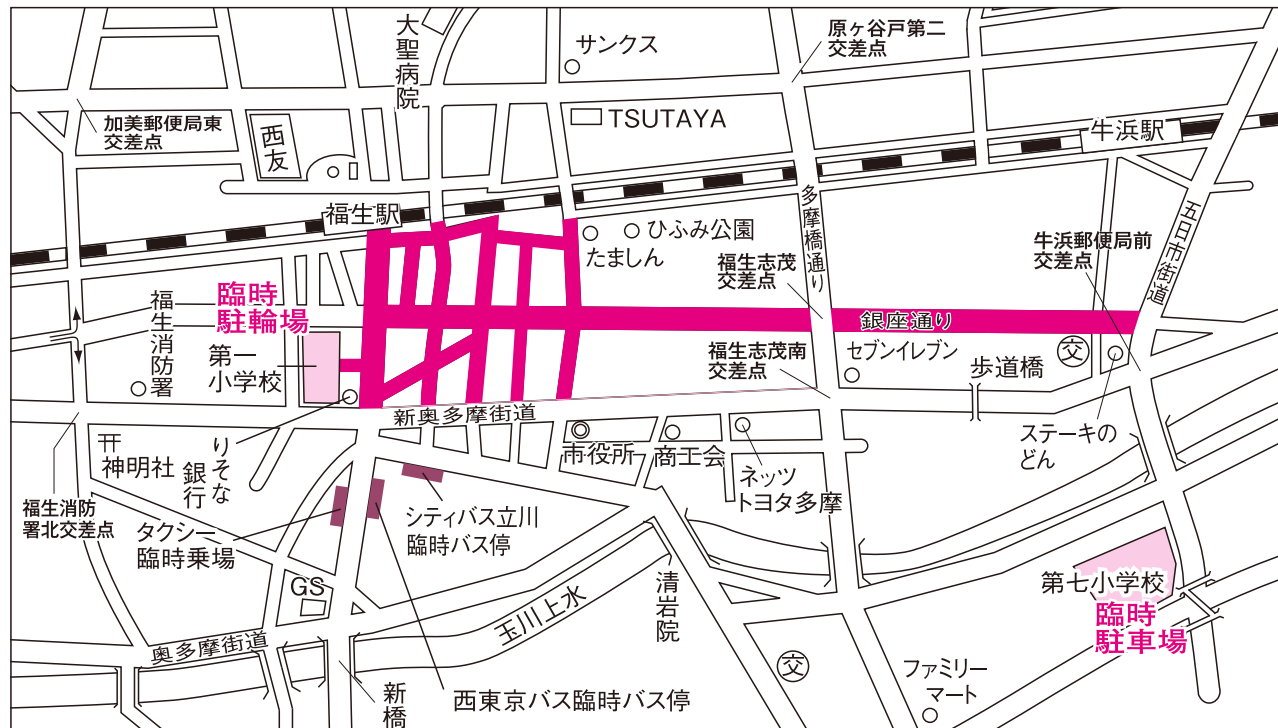 大聖病院
サンクス
原ヶ谷戸第二
交差点
加美郵便局東
交差点
西友
TSUTAYA
牛浜駅
福生駅
ひふみ公園
たましん
多摩橋通り
五日市街道
福生志茂
交差点
牛浜郵便局前
交差点
臨時
駐輪場
福生消防署
第一
小学校
銀座通り
福生志茂南
交差点
セブンイレブン
交
歩道橋
新奥多摩街道
市役所
商工会
ネッツ
トヨタ多摩
ステーキの
どん
神明社
りそな
銀行
福生消防
署北交差点
タクシー
臨時乗場
シティバス立川
臨時バス停
GS
清岩院
玉川上水
第七小学校
臨時
駐車場
奥多摩街道
新橋
西東京バス臨時バス停
交
ファミリー
マート